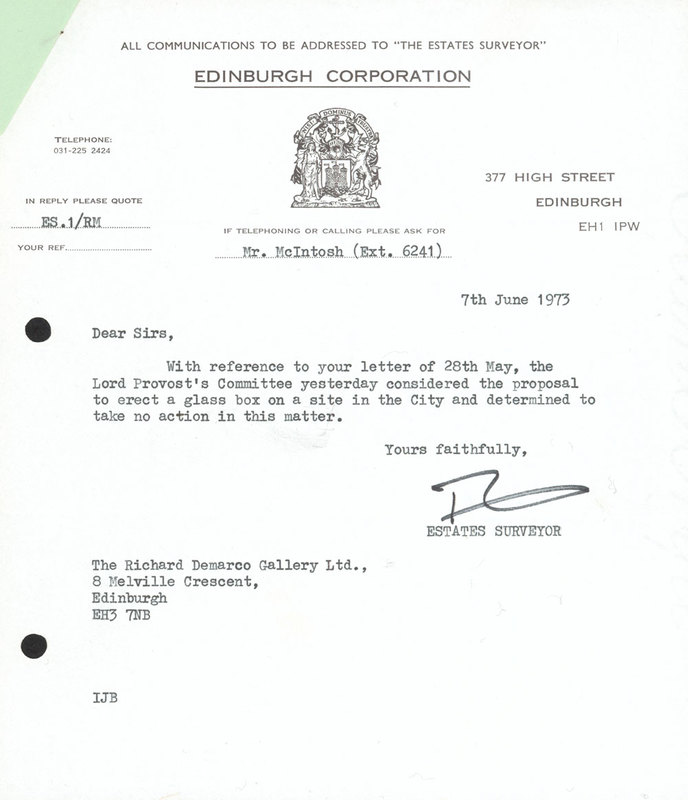 ALL COMMUNICATIONS TO BE ADDRESSED TO "THE ESTATES SURVEYOR"
EDINBURGH CORPORATION
TELEPHONE:
031-225 2424
NISI DOMINUS FRUSTRA
377 HIGH STREET
EDINBURGH
EH1 1PW
IN REPLY PLEASE QUOTE
ES.1/RM
YOUR REF.
IF TELEPHONING OR CALLING PLEASE ASK FOR
Mr. McIntosh (Ext. 6241)
7th June 1973
Dear Sirs,
With reference to your letter of 28th May, the
Lord Provost's Committee yesterday considered the proposal
to erect a glass box on a site in the City and determined to
take no action in this matter.
Yours faithfully,
ESTATES SURVEYOR
The Richard Demarco Gallery Ltd.,
8 Melville Crescent,
Edinburgh
EH3 7NB
IJB